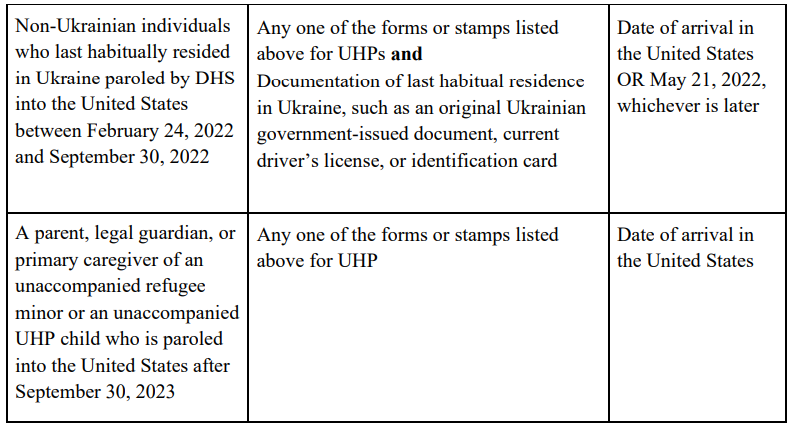 Non-Ukrainian individuals
who last habitually resided
in Ukraine paroled by DHS
into the United States
between February 24, 2022
and September 30, 2022
Any one of the forms or stamps listed
above for UHPs and
Documentation of last habitual residence
in Ukraine, such as an original Ukrainian
government-issued document, current
driver’s license, or identification card
Date of arrival in
the United States
OR May 21, 2022,
whichever is later
A parent, legal guardian, or
primary caregiver of an
unaccompanied refugee
minor or an unaccompanied
UHP child who is paroled
into the United States after
September 30, 2023
Any one of the forms or stamps listed
above for UHP
Date of arrival in
the United States